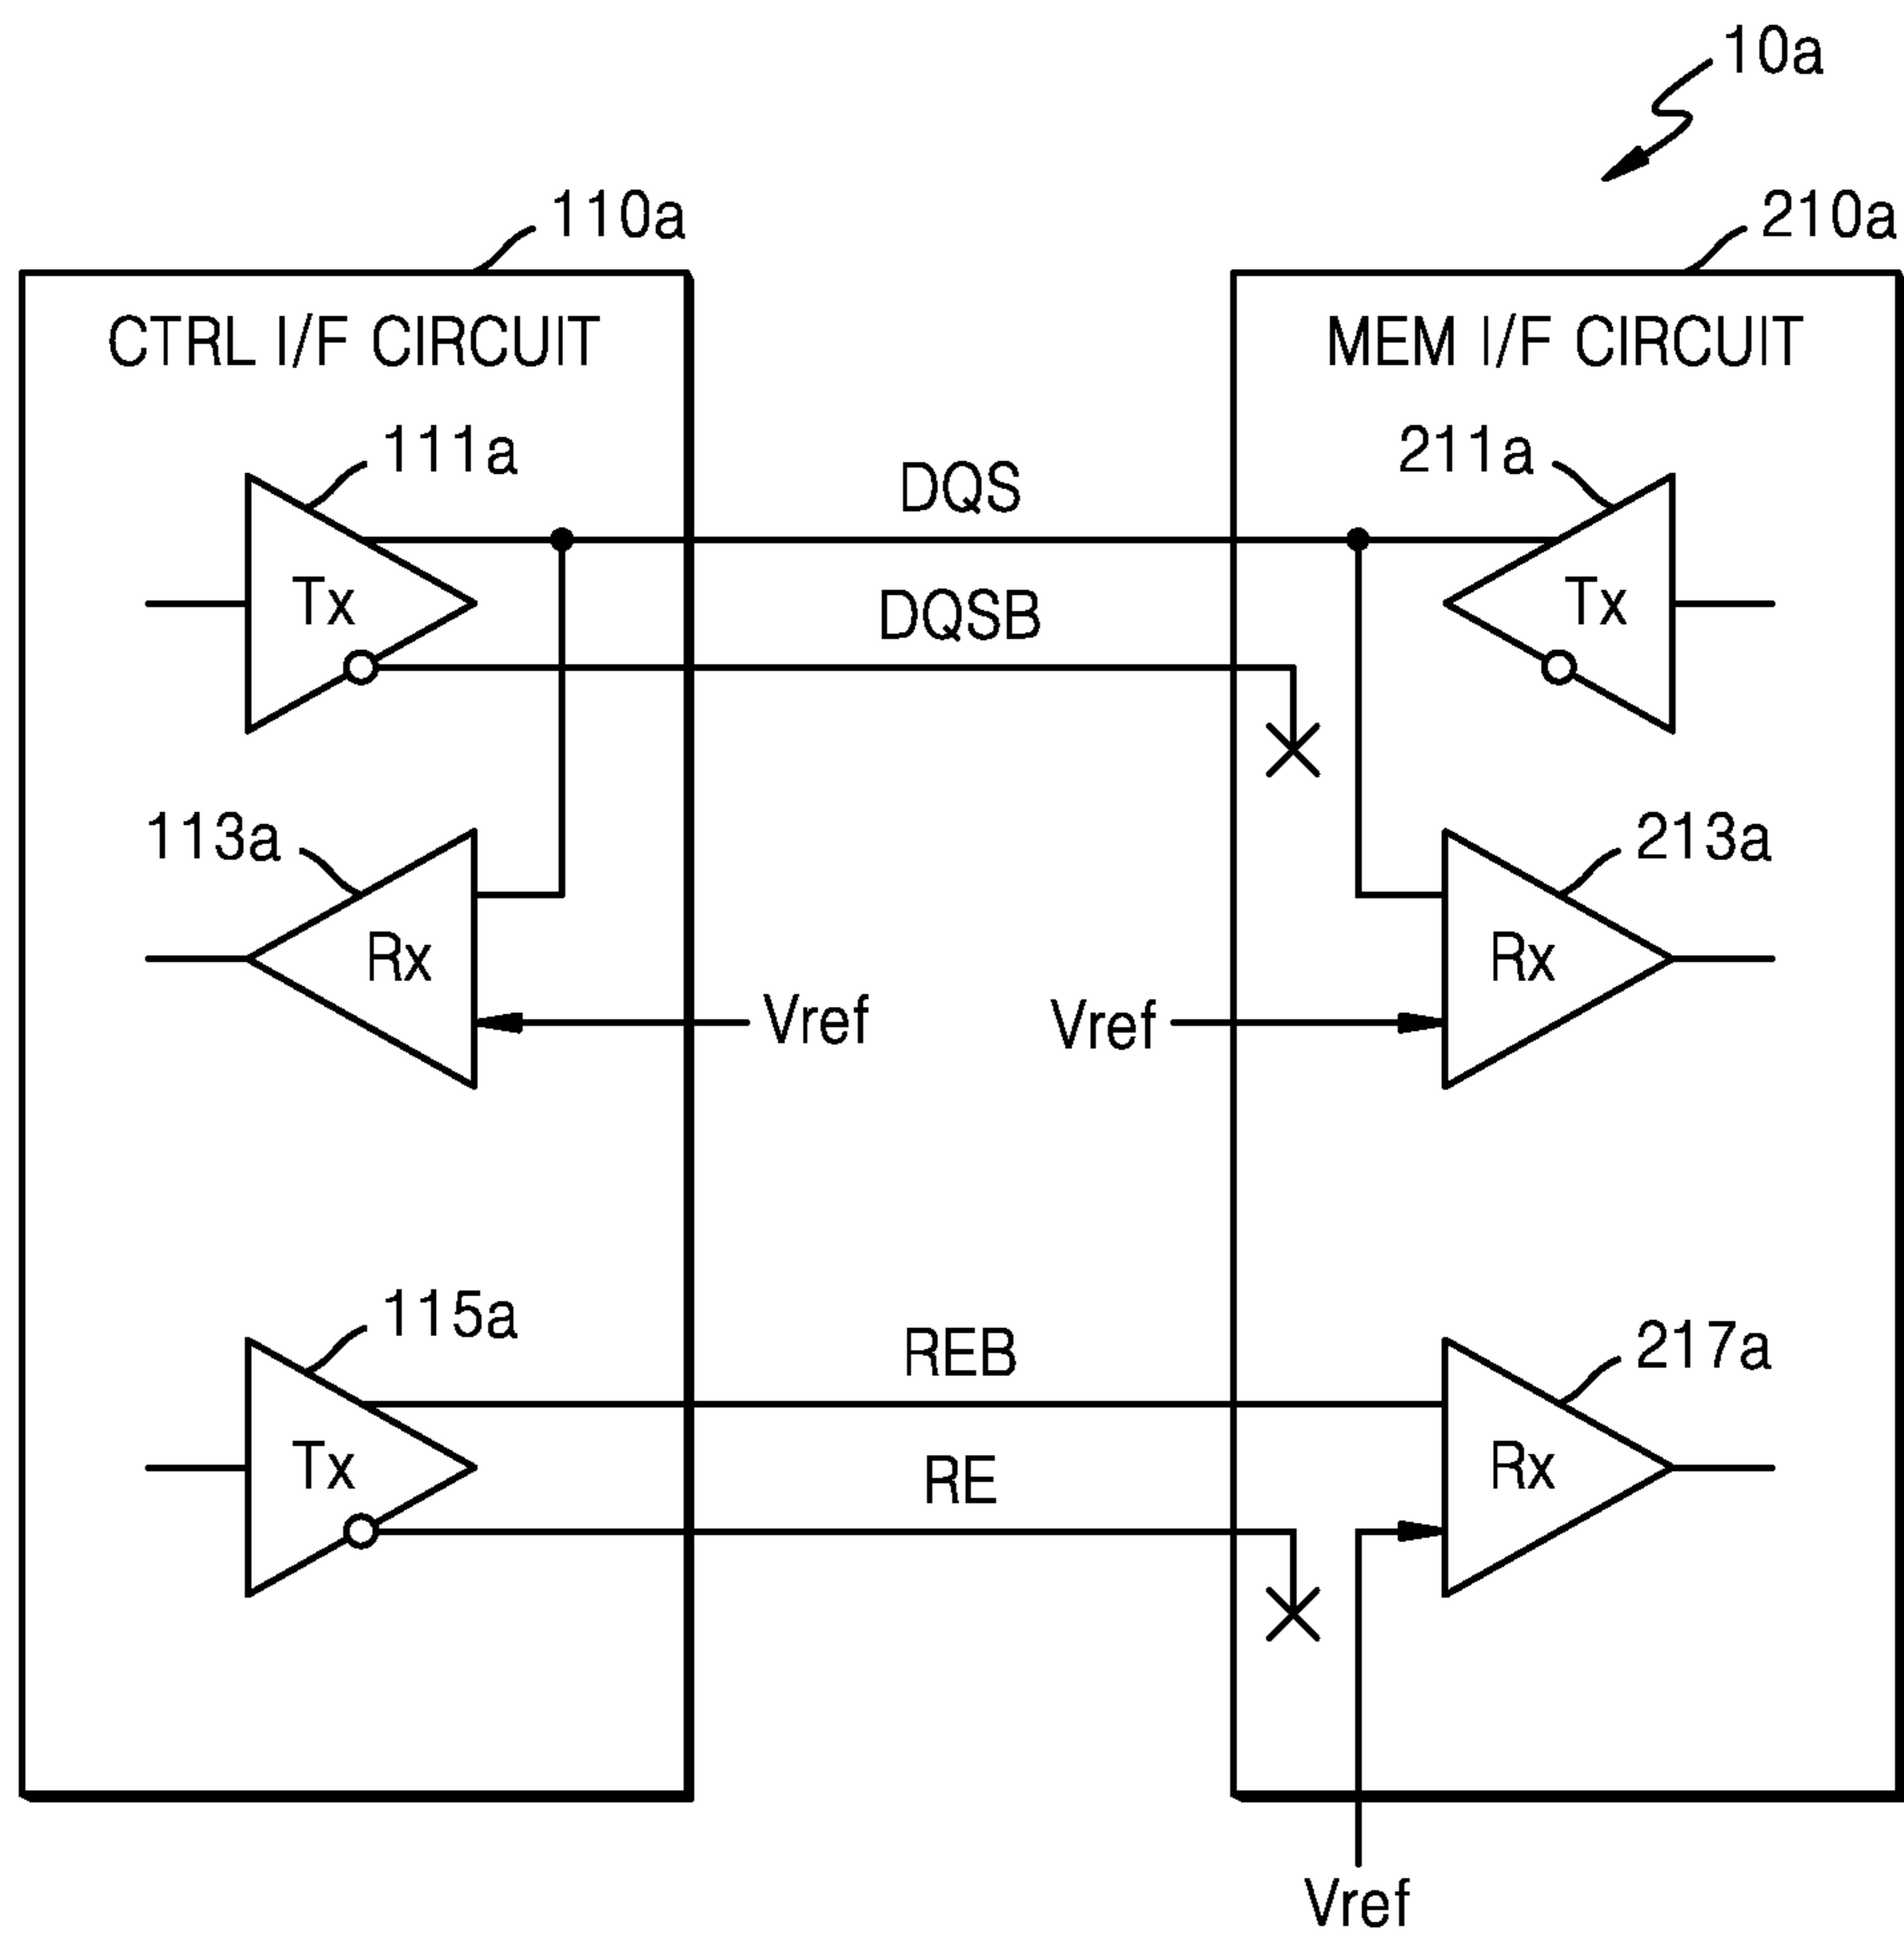 10a
110a
210a
CTRL I/F CIRCUIT
MEM I/F CIRCUIT
111a
DQS
211a
Tx
DQSB
Tx
113a
213a
Rx
Rx
Vref
Vref
115a
REB
217a
Tx
RE
Rx
Vref